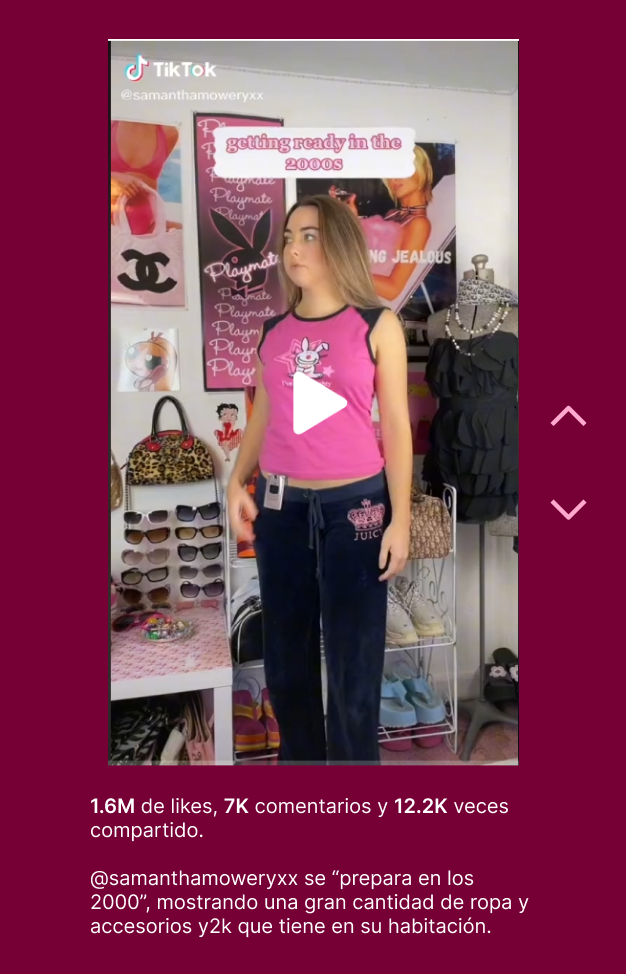 TikTok
@samanthamoweryxx
getting ready in the
2000s
Playmate
Playmate
Playmate
Playmate
Playmate
Playmate
NG JEALOUS
JUICY
1.6M de likes, 7K comentarios y 12.2K veces
compartido.
@samanthamoweryxx se “prepara en los
2000”, mostrando una gran cantidad de ropa y
accesorios y2k que tiene en su habitación.